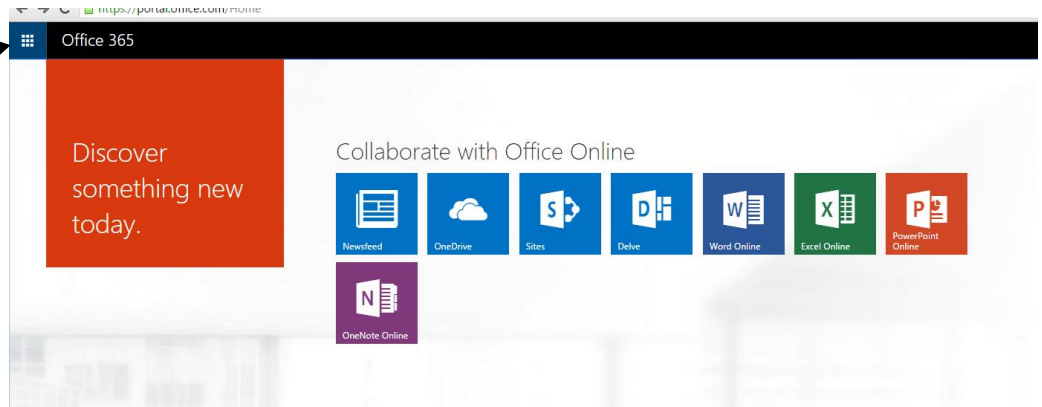 https://portal.office.com/Home
Office 365
Discover
something new
today.
Collaborate with Office Online
Newsfeed
OneDrive
S
Sites
D
Delve
W
Word Online
X
Excel Online
P
PowerPoint
Online
N
OneNote Online